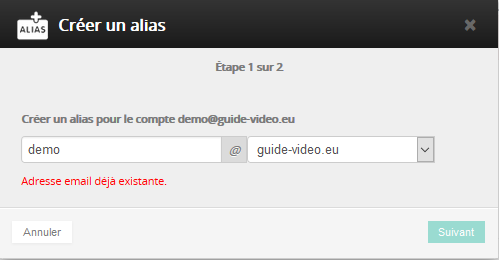 ALIAS
Créer un alias
Étape 1 sur 2
Créer un alias pour le compte demo@guide-video.eu
demo @ guide-video.eu
Adresse email déjà existante.
Annuler Suivant